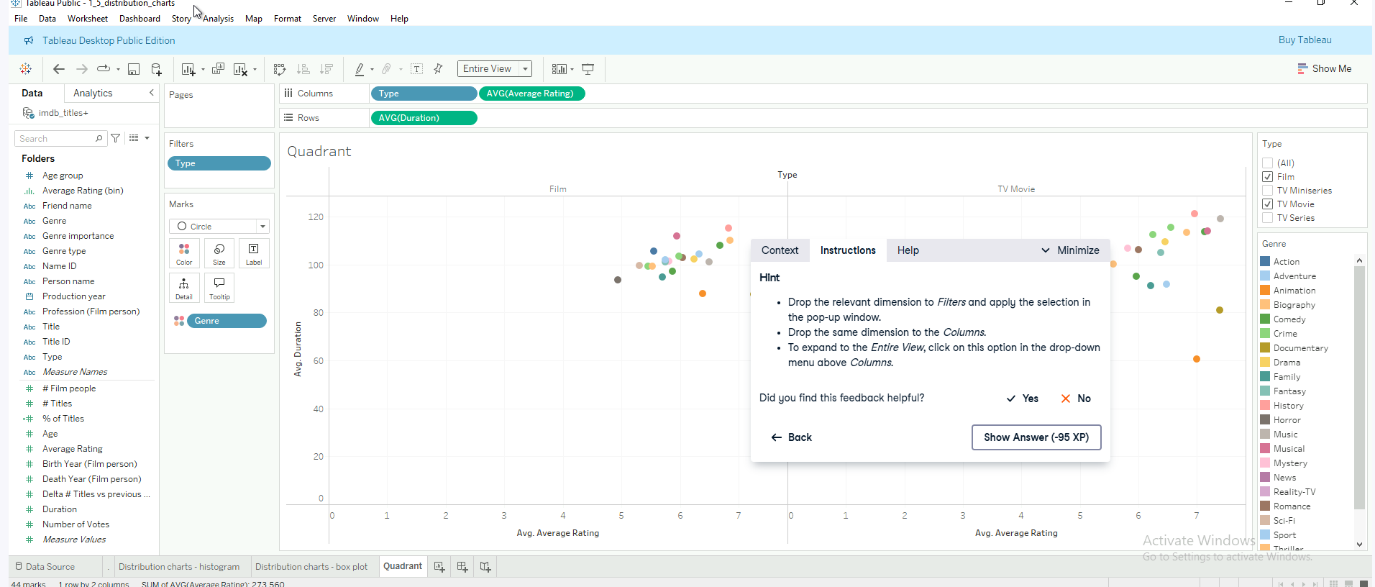 Tableau Public - 1_5_distribution_charts
File Data Worksheet Dashboard Story Analysis Map Format Server Window Help
Tableau Desktop Public Edition
Buy Tableau
Entire View
Show Me
Data
Analytics
imdb_titles+
Search
Folders
Age group
Average Rating (bin)
Abc Friend name
Abc Genre
Abc Genre importance
Abc Genre type
Abc Name ID
Abc Person name
Production year
Abc Profession (Film person)
Abc Title
Abc Title ID
Abc Type
Abc Measure Names
# Film people
# Titles
% of Titles
Age
Average Rating
Birth Year (Film person)
Death Year (Film person)
Delta # Titles vs previous ...
Duration
Number of Votes
Measure Values
Pages
Filters
Type
Marks
Circle
Color Size Label
Detail Tooltip
Genre
Columns
Type
AVG(Average Rating)
Rows
AVG(Duration)
Quadrant
Type
Film
TV Movie
Avg. Duration
120
100
80
60
40
20
0
0 1 2 3 4 5 6 7
0 1 2 3 4 5 6 7
Avg. Average Rating
Avg. Average Rating
Context
Instructions
Help
Minimize
Hint
• Drop the relevant dimension to Filters and apply the selection in
the pop-up window.
• Drop the same dimension to the Columns.
• To expand to the Entire View, click on this option in the drop-down
menu above Columns.
Did you find this feedback helpful?
Yes
No
Back
Show Answer (-95 XP)
Type
(All)
Film
TV Miniseries
TV Movie
TV Series
Genre
Action
Adventure
Animation
Biography
Comedy
Crime
Documentary
Drama
Family
Fantasy
History
Horror
Music
Musical
Mystery
News
Reality-TV
Romance
Sci-Fi
Sport
Thriller
Activate Windows
Go to Settings to activate Windows.
Data Source
Distribution charts - histogram
Distribution charts - box plot
Quadrant
44 marks 1 row by 2 columns SUM of AVG(Average Rating): 273.560